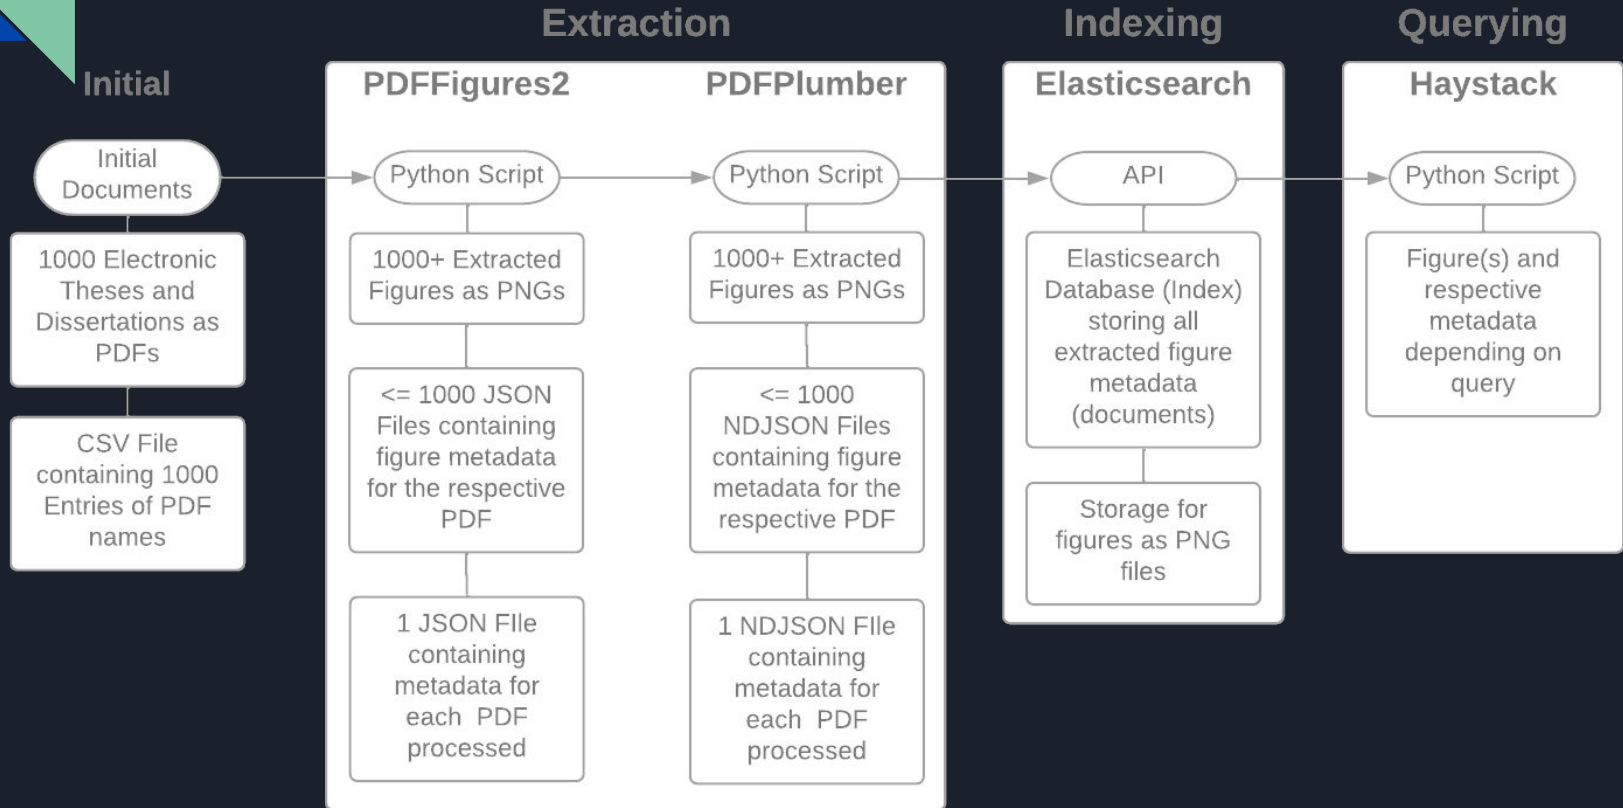 Extraction
Indexing
Querying
Initial
PDFFigures2
PDFPlumber
Elasticsearch
Haystack
Initial
Documents
Python Script
Python Script
API
Python Script
1000 Electronic
Theses and
Dissertations as
PDFs
CSV File
containing 1000
Entries of PDF
names
1000+ Extracted
Figures as PNGs
<= 1000 JSON
Files containing
figure metadata
for the respective
PDF
1 JSON FIle
containing
metadata for
each  PDF
processed
1000+ Extracted
Figures as PNGs
<= 1000
NDJSON Files
containing figure
metadata for the
respective PDF
1 NDJSON FIle
containing
metadata for
each  PDF
processed
Elasticsearch
Database (Index)
storing all
extracted figure
metadata
(documents)
Storage for
figures as PNG
files
Figure(s) and
respective
metadata
depending on
query